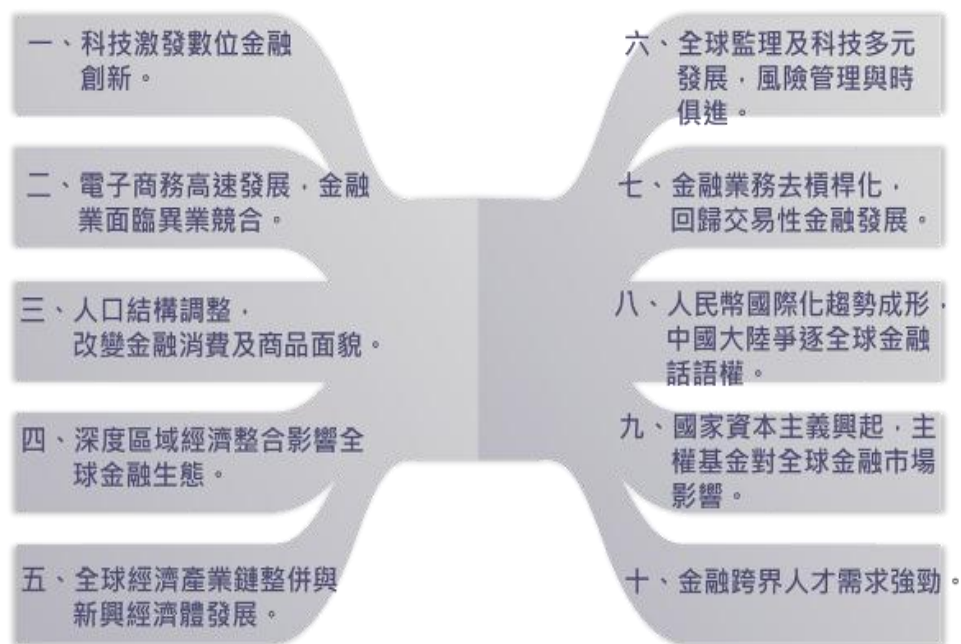 一、科技激發數位金融
創新。
二、電子商務高速發展，金融
業面臨異業競合。
三、人口結構調整，
改變金融消費及商品面貌。
四、深度區域經濟整合影響全
球金融生態。
五、全球經濟產業鏈整併與
新興經濟體發展。
六、全球監理及科技多元
發展，風險管理與時
俱進。
七、金融業務去槓桿化，
回歸交易性金融發展。
八、人民幣國際化趨勢成形，
中國大陸爭逐全球金融
話語權。
九、國家資本主義興起，主
權基金對全球金融市場
影響。
十、金融跨界人才需求強勁。